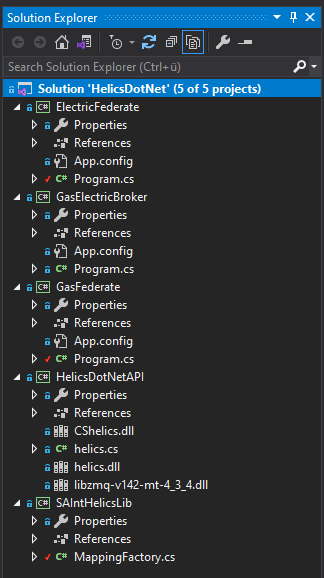 Solution Explorer
Search Solution Explorer (Ctrl+ü)
Solution 'HelicsDotNet' (5 of 5 projects)
C# ElectricFederate
Properties
References
App.config
C# Program.cs
C# GasElectricBroker
Properties
References
App.config
C# Program.cs
C# GasFederate
Properties
References
App.config
C# Program.cs
C# HelicsDotNetAPI
Properties
References
CShelics.dll
C# helics.cs
helics.dll
libzmq-v142-mt-4_3_4.dll
C# SAIntHelicsLib
Properties
References
C# MappingFactory.cs